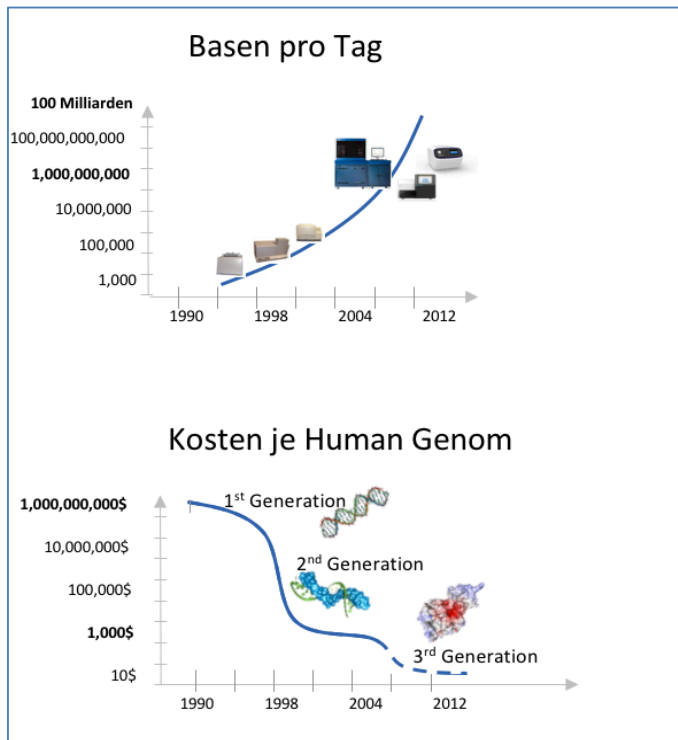 Basen pro Tag
100 Milliarden
100,000,000,000
1,000,000,000
10,000,000
100,000
1,000
1990 1998 2004 2012
Kosten je Human Genom
1,000,000,000$
10,000,000$
100,000$
1,000$
10$
1st Generation
2nd Generation
3rd Generation
1990 1998 2004 2012